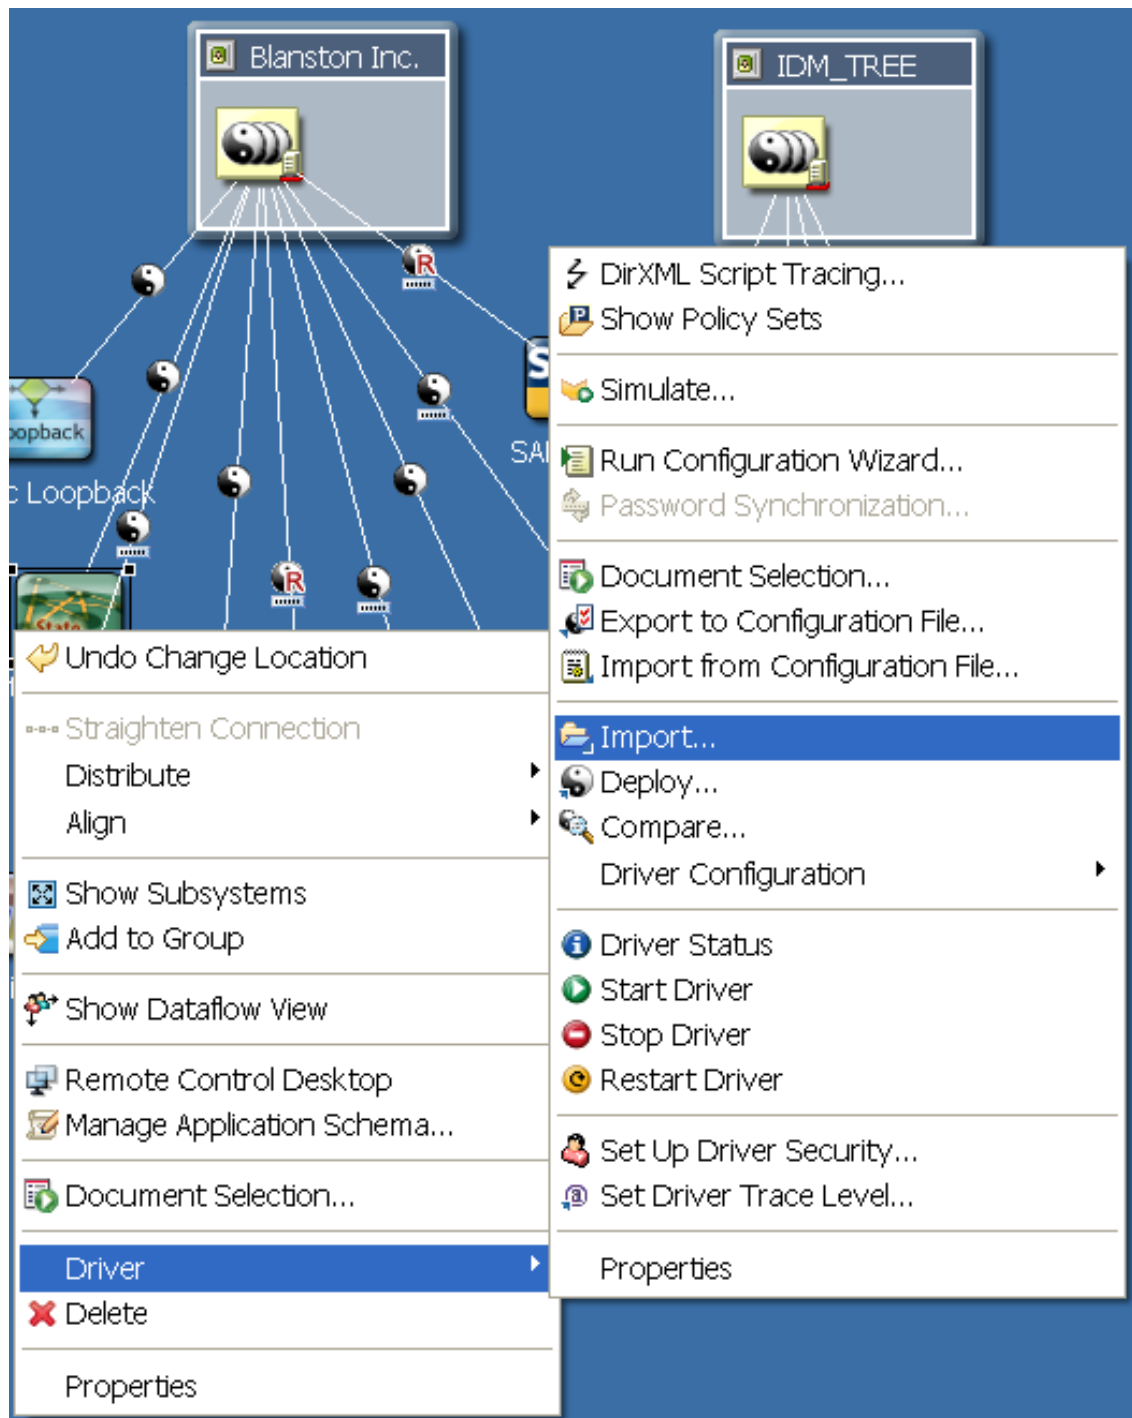 Blanston Inc.
IDM_TREE
R
oopback
c Loopback
SA
R
State
Undo Change Location
Straighten Connection
Distribute
Align
Show Subsystems
Add to Group
Show Dataflow View
Remote Control Desktop
Manage Application Schema...
Document Selection...
Driver
Delete
Properties
DirXML Script Tracing...
Show Policy Sets
Simulate...
Run Configuration Wizard...
Password Synchronization...
Document Selection...
Export to Configuration File...
Import from Configuration File...
Import...
Deploy...
Compare...
Driver Configuration
Driver Status
Start Driver
Stop Driver
Restart Driver
Set Up Driver Security...
Set Driver Trace Level...
Properties